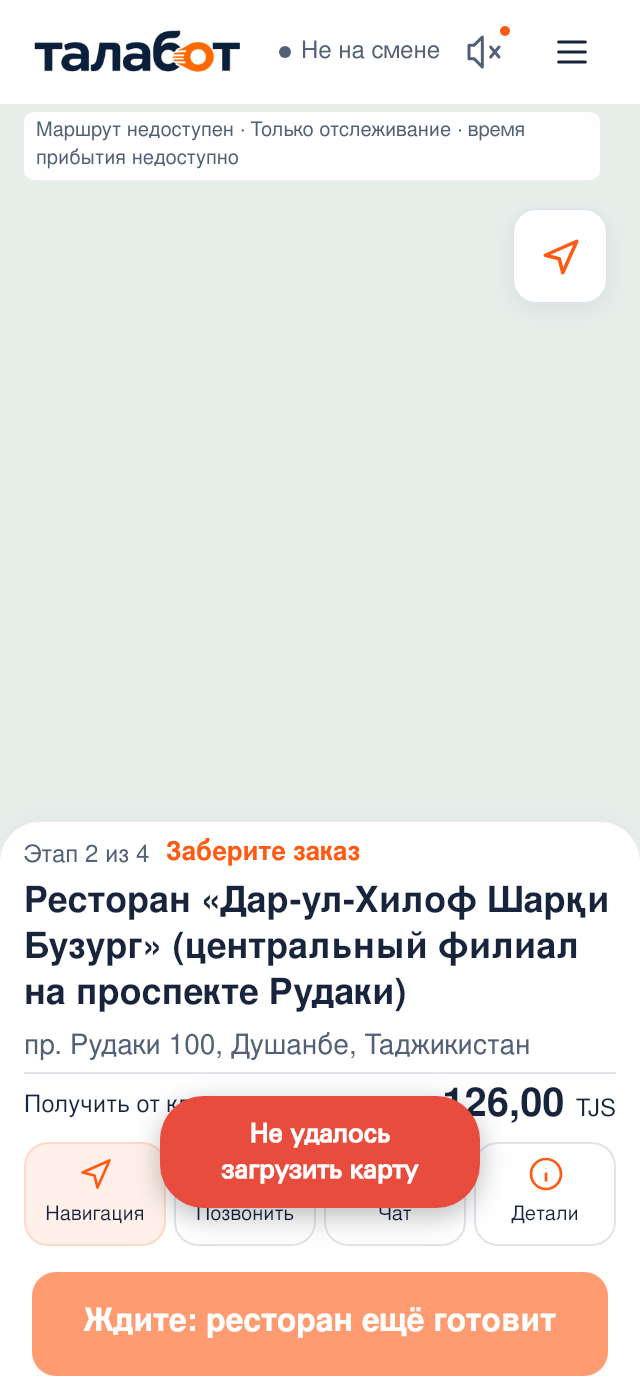 талабот
Не на смене
Маршрут недоступен · Только отслеживание · время
прибытия недоступно
Этап 2 из 4 Заберите заказ
Ресторан «Дар-ул-Хилоф Шарқи
Бузург» (центральный филиал
на проспекте Рудаки)
пр. Рудаки 100, Душанбе, Таджикистан
Получить от 126,00 TJS
Не удалось
загрузить карту
Навигация
Позвонить
Чат
Детали
Ждите: ресторан ещё готовит